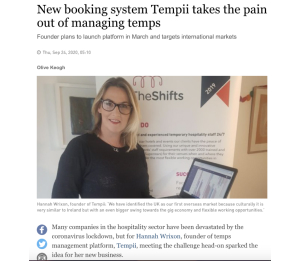 New booking system Tempii takes the pain
out of managing temps
Founder plans to launch platform in March and targets international markets
Thu, Sep 24, 2020, 05:15
Olive Keogh
TheShifts
2019
DO
Hannah Wrixon, founder of Tempii. 'We have identified the UK as our first overseas market because culturally it is
very similar to Ireland but with an even bigger swing towards the gig economy and flexible working opportunities.'
Many companies in the hospitality sector have been devastated by the
coronavirus lockdown, but for Hannah Wrixon, founder of temps
management platform, Tempii, meeting the challenge head-on sparked the
idea for her new business.